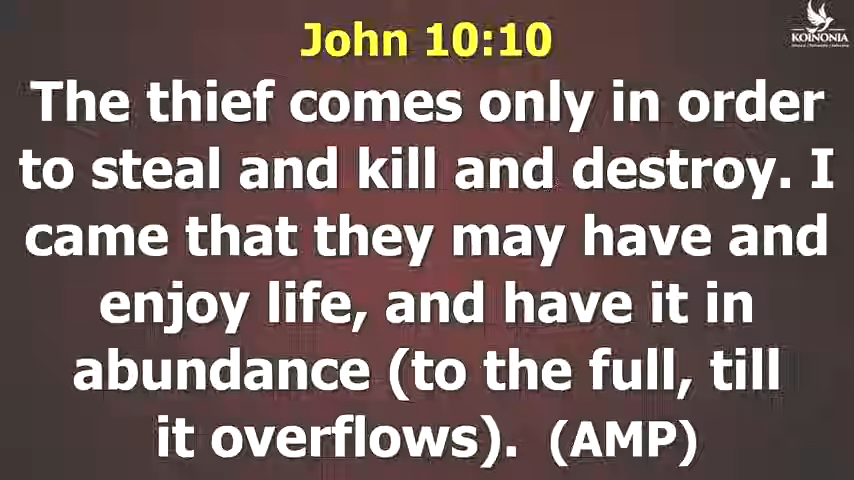 John 10:10
KOINONIA
The thief comes only in order
to steal and kill and destroy. I
came that they may have and
enjoy life, and have it in
abundance (to the full, till
it overflows). (AMP)